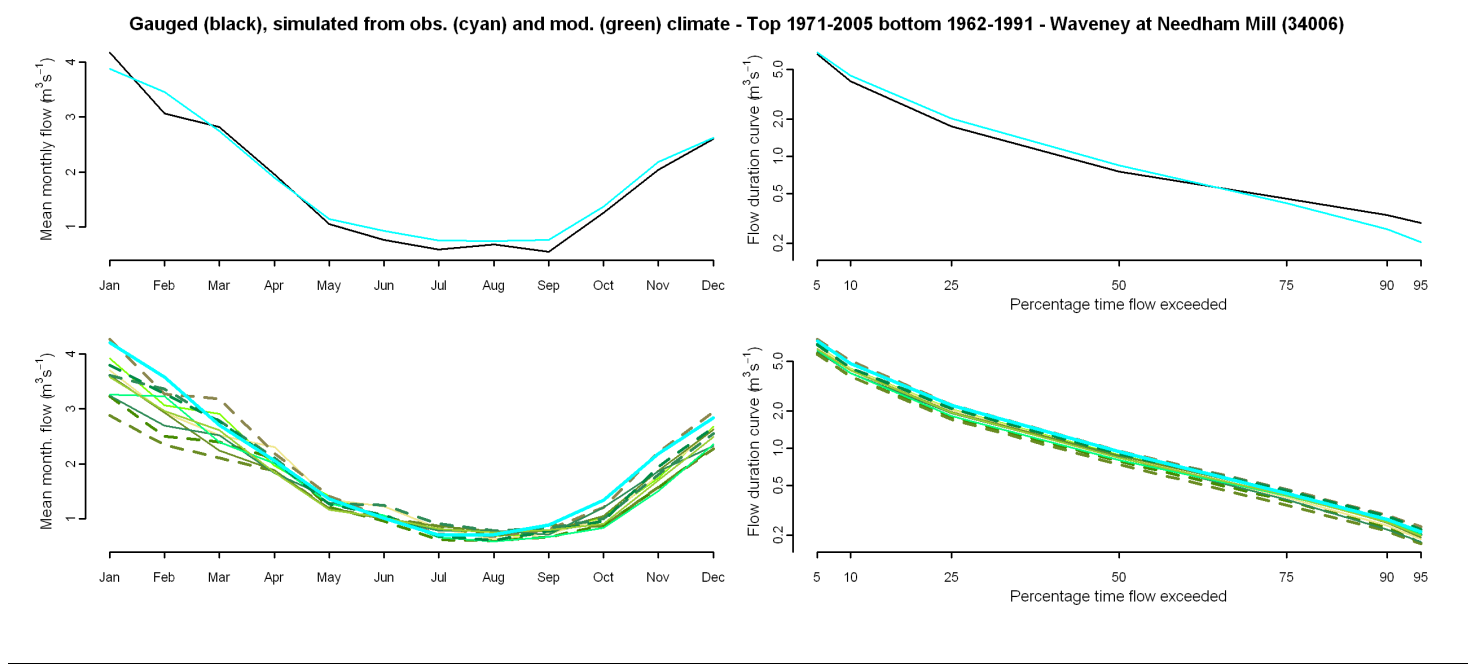 Gauged (black), simulated from obs. (cyan) and mod. (green) climate - Top 1971-2005 bottom 1962-1991 - Waveney at Needham Mill (34006)
Mean monthly flow (m³s⁻¹)
4
3
2
1
Jan Feb Mar Apr May Jun Jul Aug Sep Oct Nov Dec
Flow duration curve (m³s⁻¹)
5.0
2.0
1.0
0.5
0.2
5 10 25 50 75 90 95
Percentage time flow exceeded
Mean month. flow (m³s⁻¹)
4
3
2
1
Jan Feb Mar Apr May Jun Jul Aug Sep Oct Nov Dec
Flow duration curve (m³s⁻¹)
5.0
2.0
1.0
0.5
0.2
5 10 25 50 75 90 95
Percentage time flow exceeded